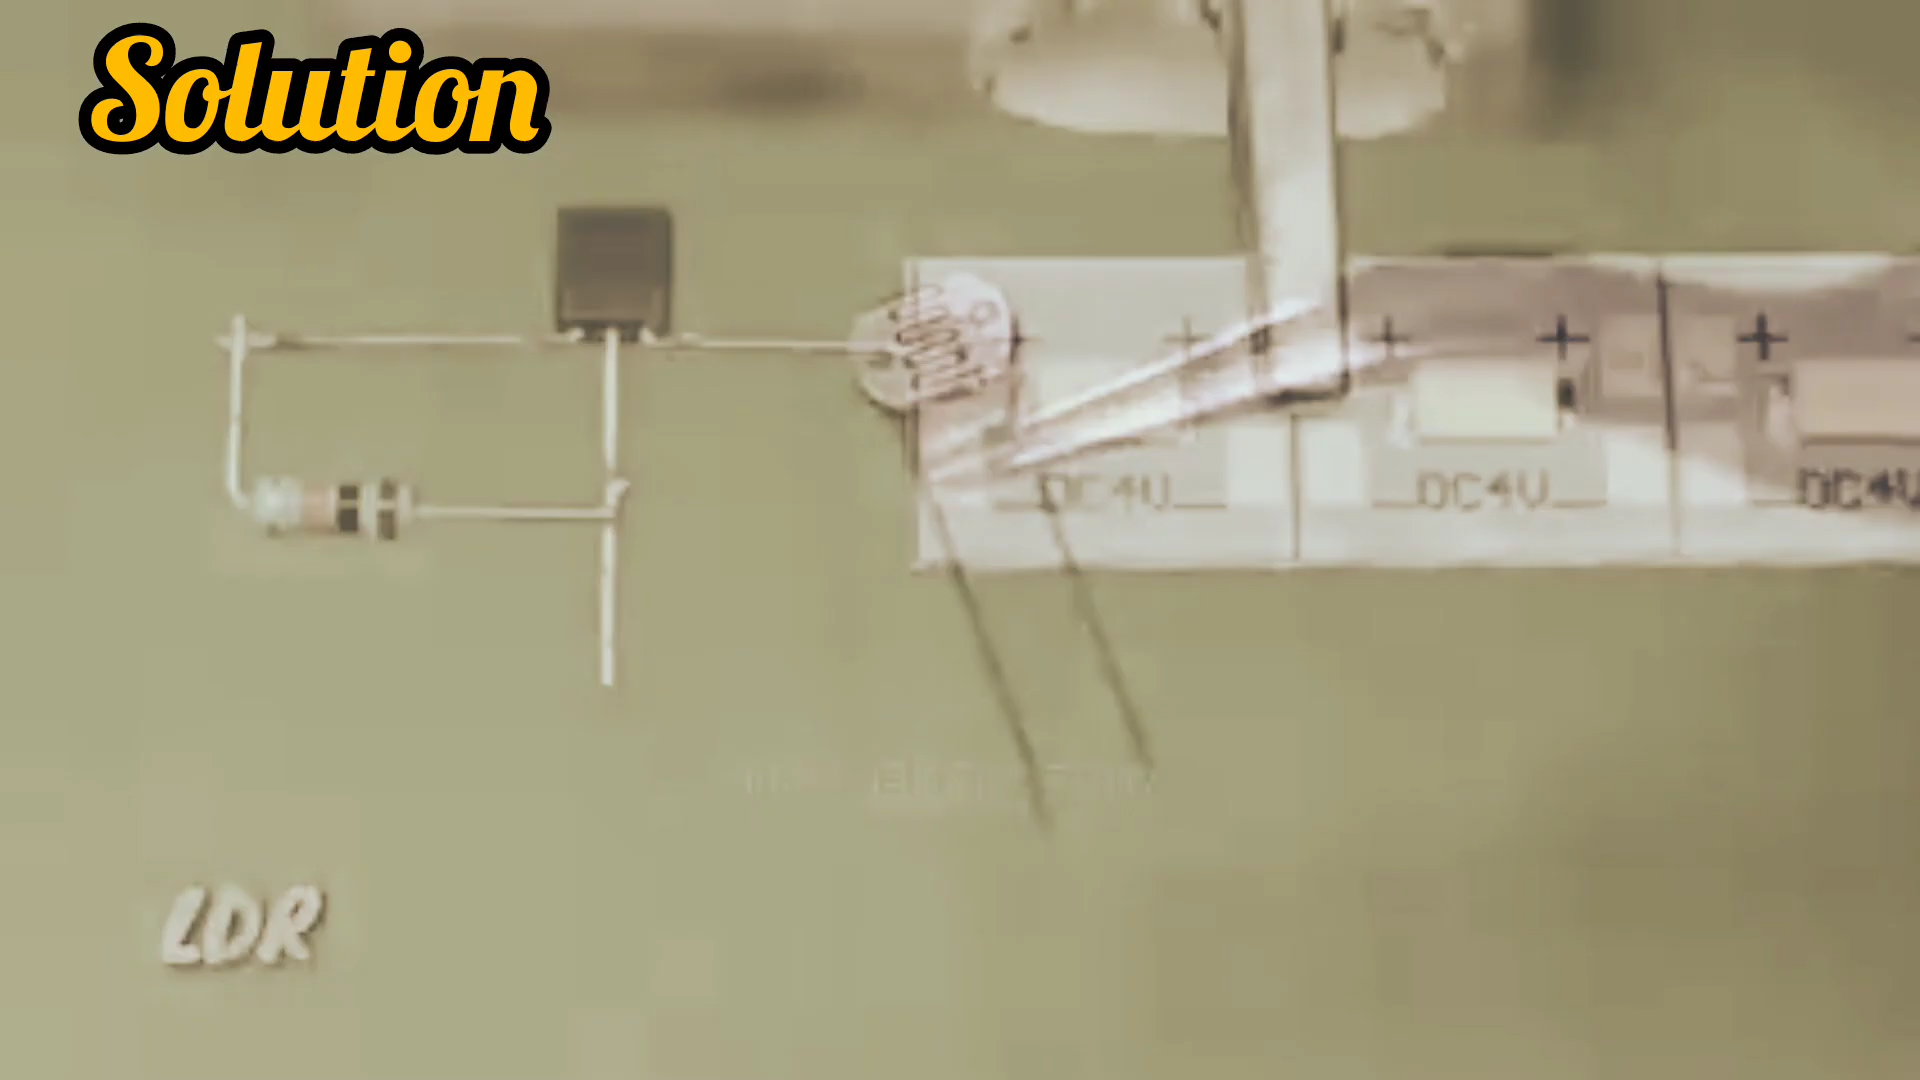 Solution
+ + + + +
DC4V DC4V DC4V
LDR